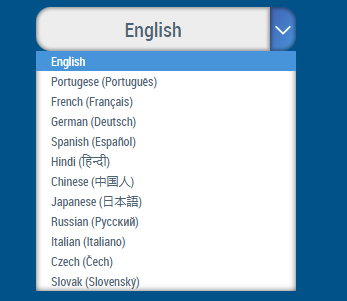 English
English
Portugese (Português)
French (Français)
German (Deutsch)
Spanish (Español)
Hindi (हिन्दी)
Chinese (中国人)
Japanese (日本語)
Russian (Русский)
Italian (Italiano)
Czech (Čech)
Slovak (Slovenský)